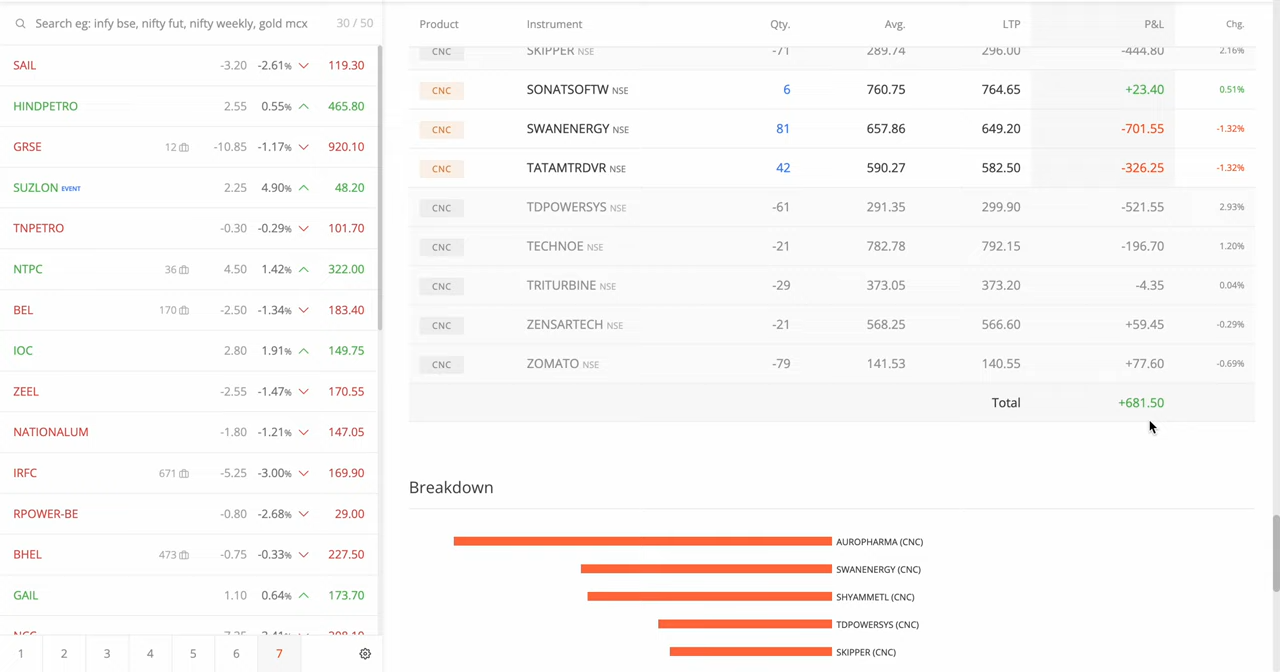 Search eg: infy bse, nifty fut, nifty weekly, gold mcx 30 / 50
SAIL -3.20 -2.61% 119.30
HINDPETRO 2.55 0.55% 465.80
GRSE 12 -10.85 -1.17% 920.10
SUZLON EVENT 2.25 4.90% 48.20
TNPETRO -0.30 -0.29% 101.70
NTPC 36 4.50 1.42% 322.00
BEL 170 -2.50 -1.34% 183.40
IOC 2.80 1.91% 149.75
ZEEL -2.55 -1.47% 170.55
NATIONALUM -1.80 -1.21% 147.05
IRFC 671 -5.25 -3.00% 169.90
RPOWER-BE -0.80 -2.68% 29.00
BHEL 473 -0.75 -0.33% 227.50
GAIL 1.10 0.64% 173.70
1 2 3 4 5 6 7
Product Instrument Qty. Avg. LTP P&L Chg.
CNC SKIPPER NSE -71 289.74 296.00 -444.80 2.16%
CNC SONATSOFTW NSE 6 760.75 764.65 +23.40 0.51%
CNC SWANENERGY NSE 81 657.86 649.20 -701.55 -1.32%
CNC TATAMTRDVR NSE 42 590.27 582.50 -326.25 -1.32%
CNC TDPOWERSYS NSE -61 291.35 299.90 -521.55 2.93%
CNC TECHNOE NSE -21 782.78 792.15 -196.70 1.20%
CNC TRITURBINE NSE -29 373.05 373.20 -4.35 0.04%
CNC ZENSARTECH NSE -21 568.25 566.60 +59.45 -0.29%
CNC ZOMATO NSE -79 141.53 140.55 +77.60 -0.69%
Total +681.50
Breakdown
AUROPHARMA (CNC)
SWANENERGY (CNC)
SHYAMMETL (CNC)
TDPOWERSYS (CNC)
SKIPPER (CNC)